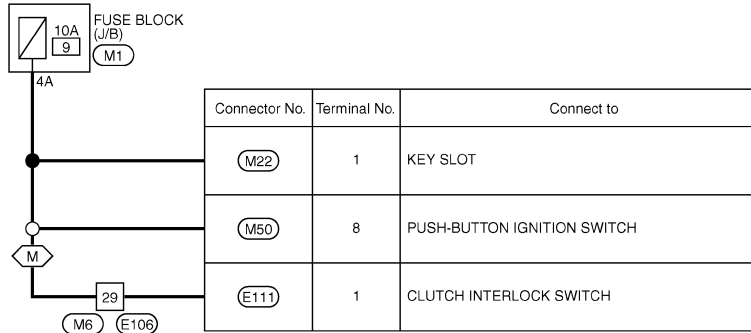 FUSE BLOCK
(J/B)
10A
9
M1
4A
Connector No. Terminal No. Connect to
M22 1 KEY SLOT
M50 8 PUSH-BUTTON IGNITION SWITCH
M
29 E111 1 CLUTCH INTERLOCK SWITCH
M6 E106